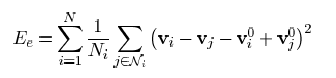 $E_e = \sum_{i=1}^{N} \frac{1}{N_i} \sum_{j \in \mathcal{N}_i} \left( \mathbf{v}_i - \mathbf{v}_j - \mathbf{v}_i^0 + \mathbf{v}_j^0 \right)^2$